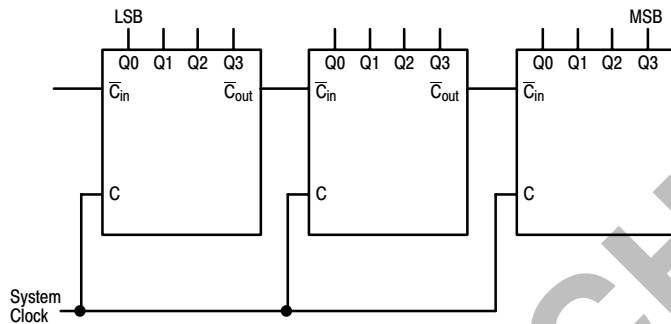 LSB MSB
Q0 Q1 Q2 Q3 Q0 Q1 Q2 Q3 Q0 Q1 Q2 Q3
C̅in C̅out C̅in C̅out C̅in
C C C
System
Clock